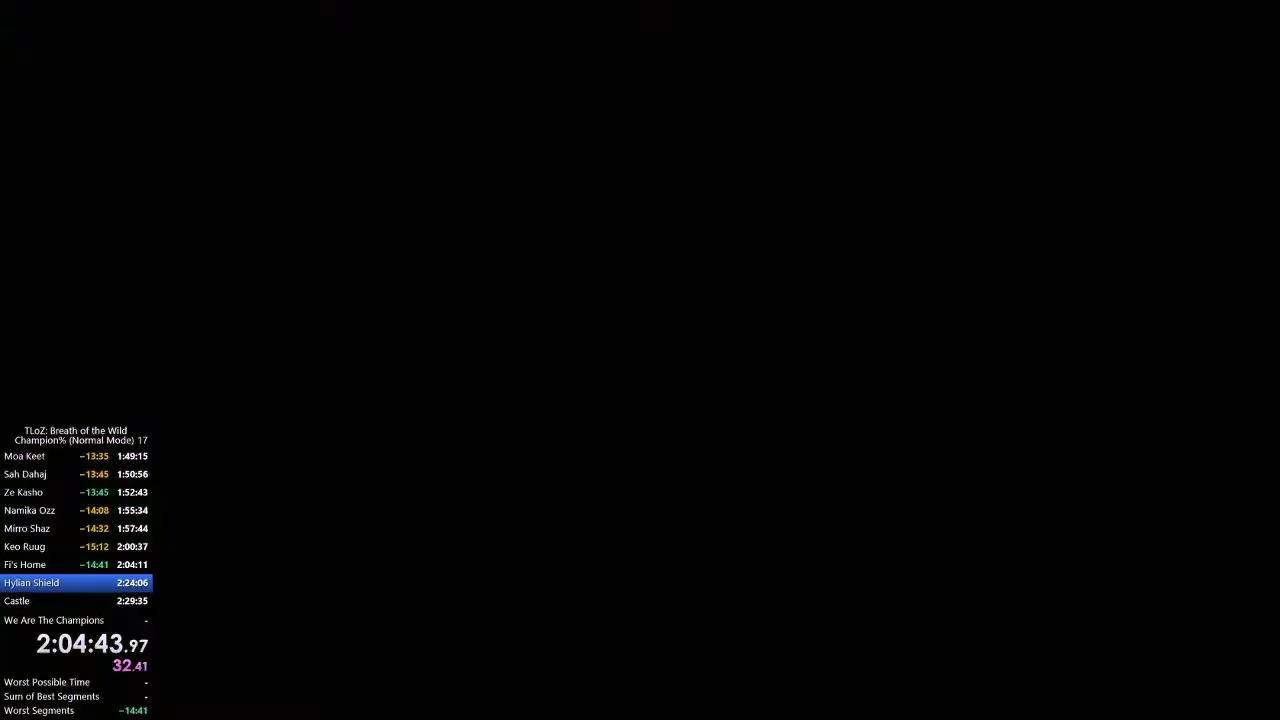 TLoZ: Breath of the Wild
Champion% (Normal Mode) 17
Moa Keet −13:35 1:49:15
Sah Dahaj −13:45 1:50:56
Ze Kasho −13:45 1:52:43
Namika Ozz −14:08 1:55:34
Mirro Shaz −14:32 1:57:44
Keo Ruug −15:12 2:00:37
Fi's Home −14:41 2:04:11
Hylian Shield 2:24:06
Castle 2:29:35
We Are The Champions -
2:04:43.97
32.41
Worst Possible Time -
Sum of Best Segments -
Worst Segments −14:41